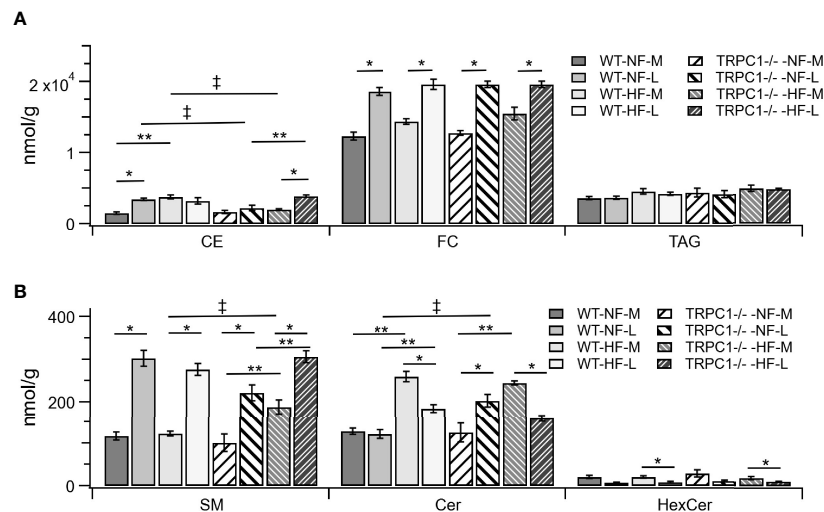 A
nmol/g
2 x10⁴
1
0
‡
‡
**
**
*
*
*
*
*
*
WT-NF-M
WT-NF-L
WT-HF-M
WT-HF-L
TRPC1-/- -NF-M
TRPC1-/- -NF-L
TRPC1-/- -HF-M
TRPC1-/- -HF-L
CE
FC
TAG
B
nmol/g
400
200
0
‡
*
*
*
*
**
**
‡
**
**
**
*
*
*
WT-NF-M
WT-NF-L
WT-HF-M
WT-HF-L
TRPC1-/- -NF-M
TRPC1-/- -NF-L
TRPC1-/- -HF-M
TRPC1-/- -HF-L
*
*
SM
Cer
HexCer